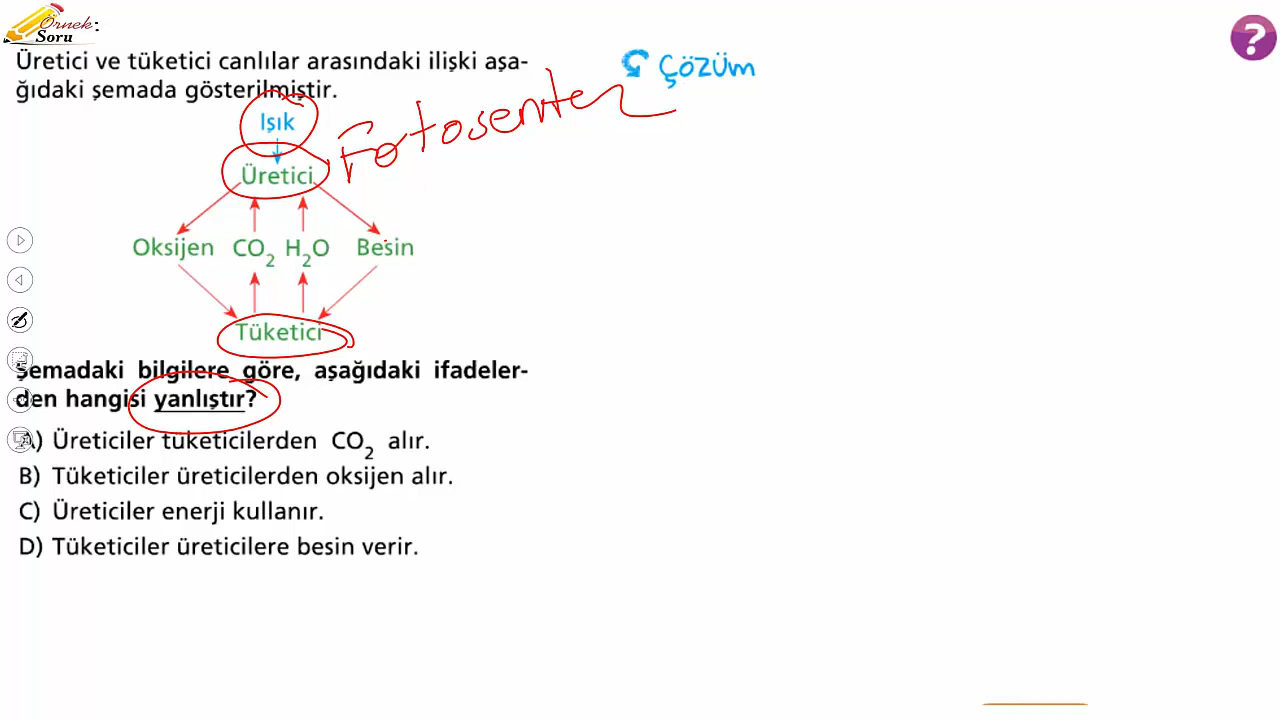 Örnek:
Soru
Üretici ve tüketici canlılar arasındaki ilişki aşa-
ğıdaki şemada gösterilmiştir.
Çözüm
Işık
Fotosentez
Üretici
Oksijen CO2 H2O Besin
Tüketici
Şemadaki bilgilere göre, aşağıdaki ifadeler-
den hangisi yanlıştır?
A) Üreticiler tüketicilerden CO2 alır.
B) Tüketiciler üreticilerden oksijen alır.
C) Üreticiler enerji kullanır.
D) Tüketiciler üreticilere besin verir.
?